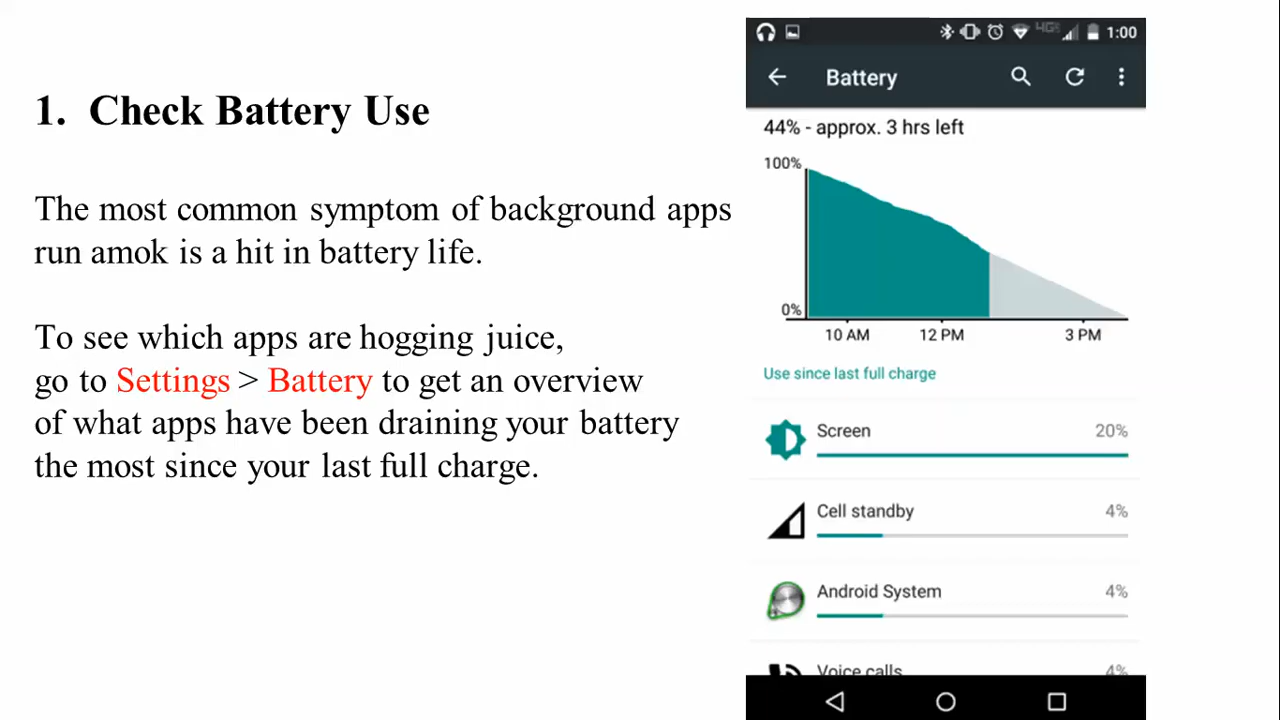 1. Check Battery Use
The most common symptom of background apps
run amok is a hit in battery life.
To see which apps are hogging juice,
go to Settings > Battery to get an overview
of what apps have been draining your battery
the most since your last full charge.
4G 1:00
Battery
44% - approx. 3 hrs left
100%
0%
10 AM 12 PM 3 PM
Use since last full charge
Screen 20%
Cell standby 4%
Android System 4%
Voice calls 4%